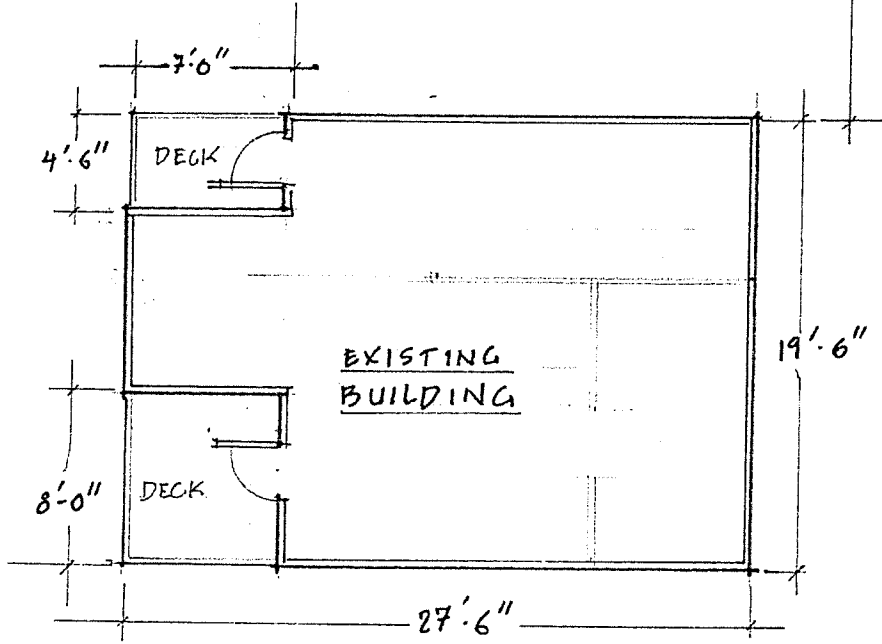 7'-0"
4'-6"
DECK
EXISTING
BUILDING
19'-6"
8'-0"
DECK
27'-6"